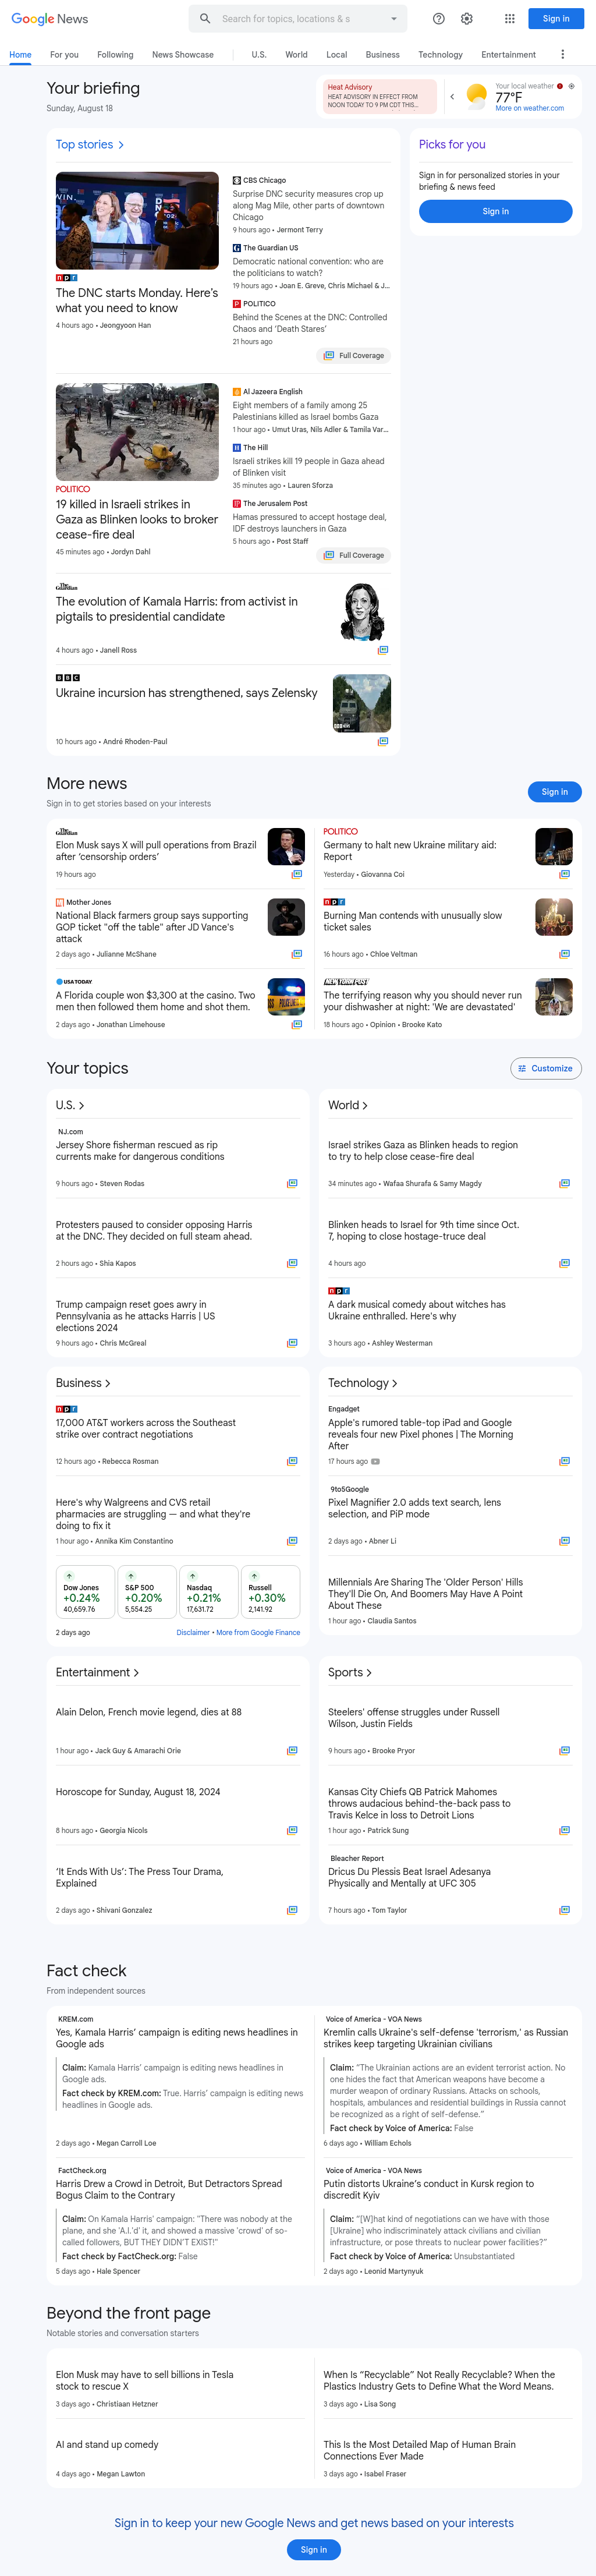 Google News
Search for topics, locations & s
Sign in
Home For you Following News Showcase U.S. World Local Business Technology Entertainment
Your briefing
Sunday, August 18
Heat Advisory
HEAT ADVISORY IN EFFECT FROM
NOON TODAY TO 9 PM CDT THIS...
Your local weather
77°F
More on weather.com
Top stories
npr
The DNC starts Monday. Here's
what you need to know
4 hours ago • Jeongyoon Han
CBS Chicago
Surprise DNC security measures crop up
along Mag Mile, other parts of downtown
Chicago
9 hours ago • Jermont Terry
The Guardian US
Democratic national convention: who are
the politicians to watch?
19 hours ago • Joan E. Greve, Chris Michael & J...
POLITICO
Behind the Scenes at the DNC: Controlled
Chaos and 'Death Stares'
21 hours ago
Full Coverage
POLITICO
19 killed in Israeli strikes in
Gaza as Blinken looks to broker
cease-fire deal
45 minutes ago • Jordyn Dahl
Al Jazeera English
Eight members of a family among 25
Palestinians killed as Israel bombs Gaza
1 hour ago • Umut Uras, Nils Adler & Tamila Var...
The Hill
Israeli strikes kill 19 people in Gaza ahead
of Blinken visit
35 minutes ago • Lauren Sforza
The Jerusalem Post
Hamas pressured to accept hostage deal,
IDF destroys launchers in Gaza
5 hours ago • Post Staff
Full Coverage
The Guardian
The evolution of Kamala Harris: from activist in
pigtails to presidential candidate
4 hours ago • Janell Ross
BBC
Ukraine incursion has strengthened, says Zelensky
10 hours ago • André Rhoden-Paul
Picks for you
Sign in for personalized stories in your
briefing & news feed
Sign in
More news
Sign in to get stories based on your interests
Sign in
The Guardian
Elon Musk says X will pull operations from Brazil
after 'censorship orders'
19 hours ago
POLITICO
Germany to halt new Ukraine military aid:
Report
Yesterday • Giovanna Coi
Mother Jones
National Black farmers group says supporting
GOP ticket "off the table" after JD Vance's
attack
2 days ago • Julianne McShane
npr
Burning Man contends with unusually slow
ticket sales
16 hours ago • Chloe Veltman
USA TODAY
A Florida couple won $3,300 at the casino. Two
men then followed them home and shot them.
2 days ago • Jonathan Limehouse
NEW YORK POST
The terrifying reason why you should never run
your dishwasher at night: 'We are devastated'
18 hours ago • Opinion • Brooke Kato
Your topics
Customize
U.S.
NJ.com
Jersey Shore fisherman rescued as rip
currents make for dangerous conditions
9 hours ago • Steven Rodas
Protesters paused to consider opposing Harris
at the DNC. They decided on full steam ahead.
2 hours ago • Shia Kapos
Trump campaign reset goes awry in
Pennsylvania as he attacks Harris | US
elections 2024
9 hours ago • Chris McGreal
World
Israel strikes Gaza as Blinken heads to region
to try to help close cease-fire deal
34 minutes ago • Wafaa Shurafa & Samy Magdy
Blinken heads to Israel for 9th time since Oct.
7, hoping to close hostage-truce deal
4 hours ago
npr
A dark musical comedy about witches has
Ukraine enthralled. Here's why
3 hours ago • Ashley Westerman
Business
npr
17,000 AT&T workers across the Southeast
strike over contract negotiations
12 hours ago • Rebecca Rosman
Here's why Walgreens and CVS retail
pharmacies are struggling — and what they're
doing to fix it
1 hour ago • Annika Kim Constantino
Dow Jones
+0.24%
40,659.76
S&P 500
+0.20%
5,554.25
Nasdaq
+0.21%
17,631.72
Russell
+0.30%
2,141.92
2 days ago
Disclaimer • More from Google Finance
Technology
Engadget
Apple's rumored table-top iPad and Google
reveals four new Pixel phones | The Morning
After
17 hours ago
9to5Google
Pixel Magnifier 2.0 adds text search, lens
selection, and PiP mode
2 days ago • Abner Li
Millennials Are Sharing The 'Older Person' Hills
They'll Die On, And Boomers May Have A Point
About These
1 hour ago • Claudia Santos
Entertainment
Alain Delon, French movie legend, dies at 88
1 hour ago • Jack Guy & Amarachi Orie
Horoscope for Sunday, August 18, 2024
8 hours ago • Georgia Nicols
'It Ends With Us': The Press Tour Drama,
Explained
2 days ago • Shivani Gonzalez
Sports
Steelers' offense struggles under Russell
Wilson, Justin Fields
9 hours ago • Brooke Pryor
Kansas City Chiefs QB Patrick Mahomes
throws audacious behind-the-back pass to
Travis Kelce in loss to Detroit Lions
1 hour ago • Patrick Sung
Bleacher Report
Dricus Du Plessis Beat Israel Adesanya
Physically and Mentally at UFC 305
7 hours ago • Tom Taylor
Fact check
From independent sources
KREM.com
Yes, Kamala Harris' campaign is editing news headlines in
Google ads
Claim: Kamala Harris' campaign is editing news headlines in
Google ads.
Fact check by KREM.com: True. Harris' campaign is editing news
headlines in Google ads.
2 days ago • Megan Carroll Loe
Voice of America - VOA News
Kremlin calls Ukraine's self-defense 'terrorism,' as Russian
strikes keep targeting Ukrainian civilians
Claim: "The Ukrainian actions are an evident terrorist action. No
one hides the fact that American weapons have become a
murder weapon of ordinary Russians. Attacks on schools,
hospitals, ambulances and residential buildings in Russia cannot
be recognized as a right of self-defense."
Fact check by Voice of America: False
6 days ago • William Echols
FactCheck.org
Harris Drew a Crowd in Detroit, But Detractors Spread
Bogus Claim to the Contrary
Claim: On Kamala Harris' campaign: "There was nobody at the
plane, and she 'A.I.'d' it, and showed a massive 'crowd' of so-
called followers, BUT THEY DIDN'T EXIST!"
Fact check by FactCheck.org: False
5 days ago • Hale Spencer
Voice of America - VOA News
Putin distorts Ukraine's conduct in Kursk region to
discredit Kyiv
Claim: "[W]hat kind of negotiations can we have with those
[Ukraine] who indiscriminately attack civilians and civilian
infrastructure, or pose threats to nuclear power facilities?"
Fact check by Voice of America: Unsubstantiated
2 days ago • Leonid Martynyuk
Beyond the front page
Notable stories and conversation starters
Elon Musk may have to sell billions in Tesla
stock to rescue X
3 days ago • Christiaan Hetzner
When Is "Recyclable" Not Really Recyclable? When the
Plastics Industry Gets to Define What the Word Means.
3 days ago • Lisa Song
AI and stand up comedy
4 days ago • Megan Lawton
This Is the Most Detailed Map of Human Brain
Connections Ever Made
3 days ago • Isabel Fraser
Sign in to keep your new Google News and get news based on your interests
Sign in